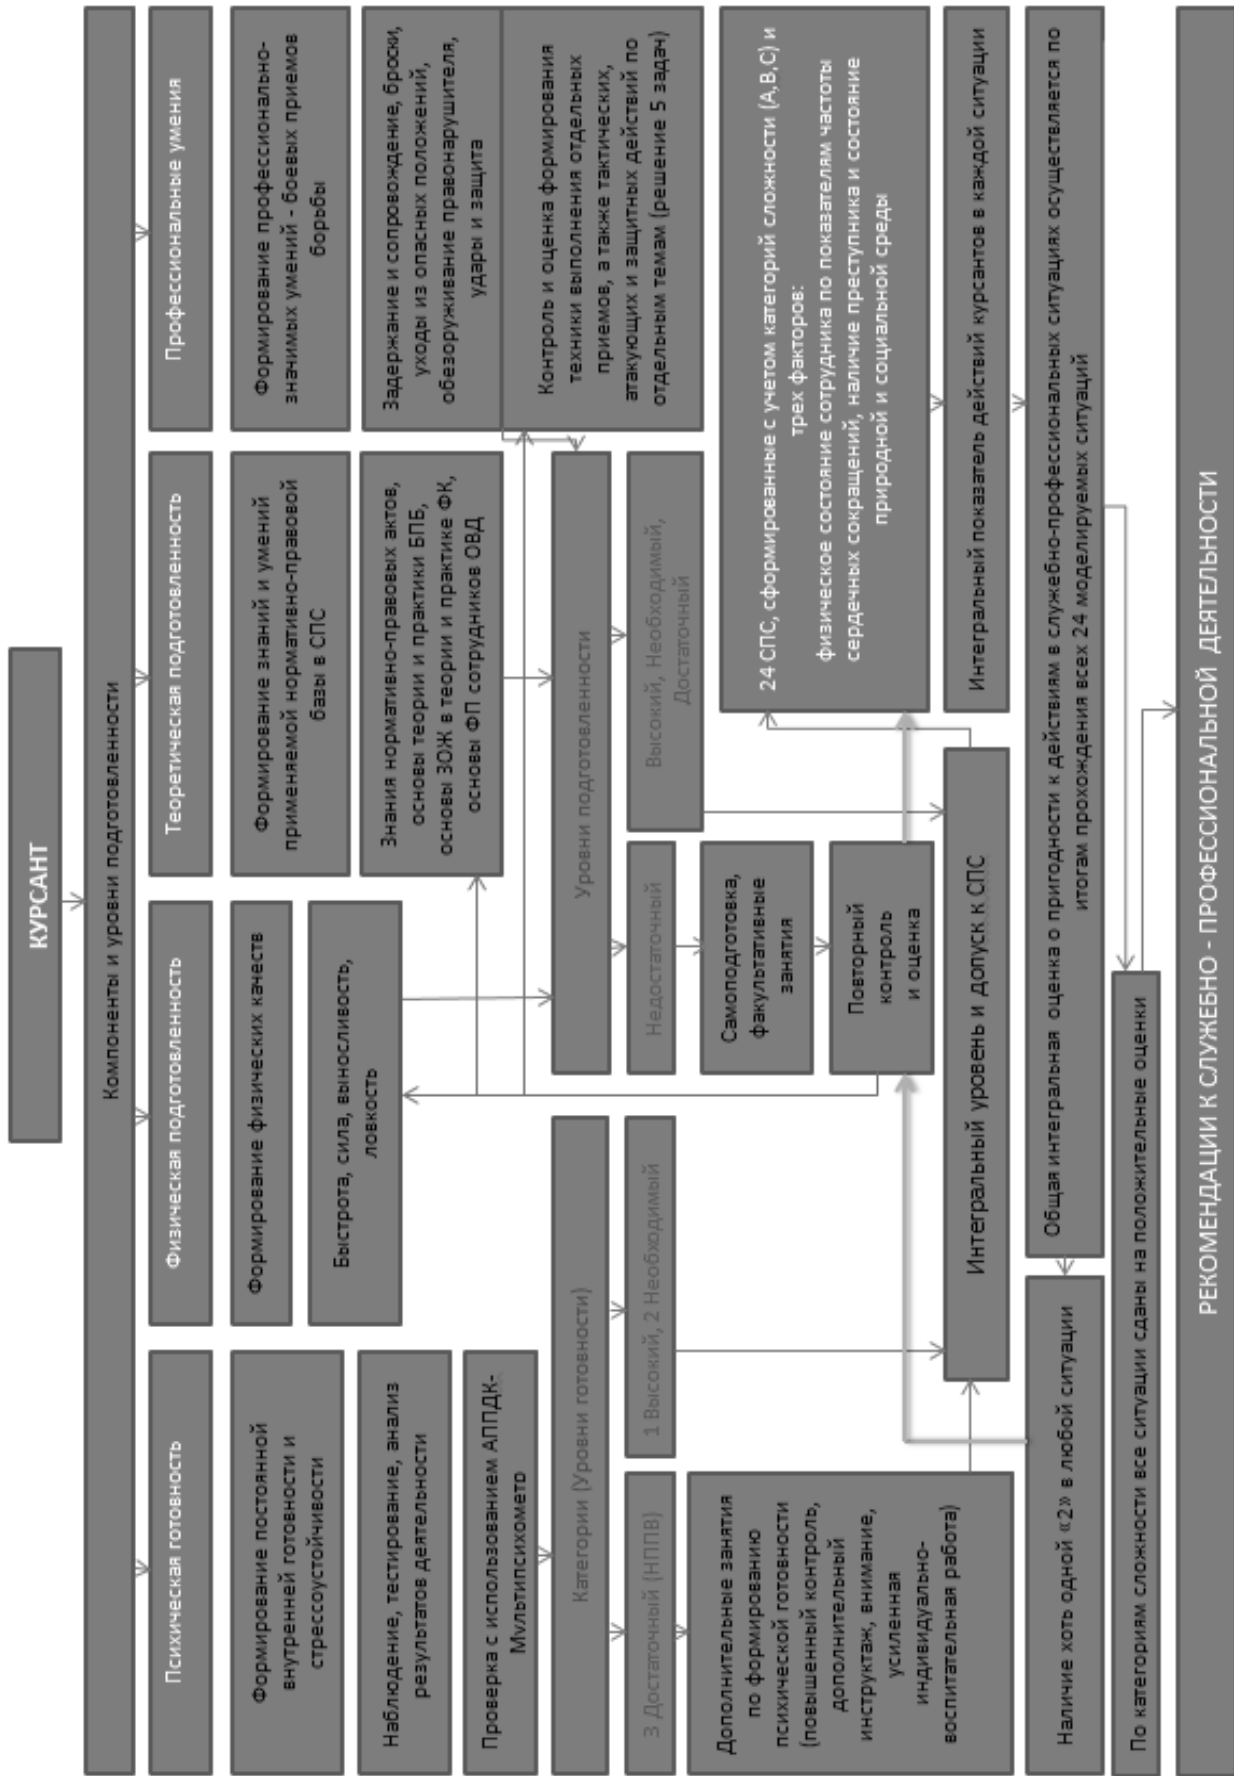 КУРСАНТ
Компоненты и уровни подготовленности
Психическая готовность
Физическая подготовленность
Теоретическая подготовленность
Профессиональные умения
Формирование постоянной
внутренней готовности и
стрессоустойчивости
Формирование физических качеств
Формирование знаний и умений
применяемой нормативно-правовой
базы в СПС
Формирование профессионально-
значимых умений - боевых приемов
борьбы
Наблюдение, тестирование, анализ
результатов деятельности
Быстрота, сила, выносливость,
ловкость
Знания нормативно-правовых актов,
основы теории и практики БПБ,
основы ЗОЖ в теории и практике ФК,
основы ФП сотрудников ОВД
Задержание и сопровождение, броски,
уходы из опасных положений,
обезоруживание правонарушителя,
удары и защита
Проверка с использованием АППДК-
Мультипсихомето
Контроль и оценка формирования
техники выполнения отдельных
приемов, а также тактических,
атакующих и защитных действий по
отдельным темам (решение 5 задач)
Категории (Уровни готовности)
Уровни подготовленности
3 Достаточный (НППВ)
1 Высокий, 2 Необходимый
Недостаточный
Высокий, Необходимый,
Достаточный
Дополнительные занятия
по формированию
психической готовности
(повышенный контроль,
дополнительный
инструктаж, внимание,
усиленная
индивидуально-
воспитательная работа)
Самоподготовка,
факультативные
занятия
Повторный
контроль
и оценка
24 СПС, сформированные с учетом категорий сложности (А,В,С) и
трех факторов:
физическое состояние сотрудника по показателям частоты
сердечных сокращений, наличие преступника и состояние
природной и социальной среды
Интегральный уровень и допуск к СПС
Интегральный показатель действий курсантов в каждой ситуации
Наличие хоть одной «2» в любой ситуации
Общая интегральная оценка о пригодности к действиям в служебно-профессиональных ситуациях осуществляется по
итогам прохождения всех 24 моделируемых ситуаций
По категориям сложности все ситуации сданы на положительные оценки
РЕКОМЕНДАЦИИ К СЛУЖЕБНО - ПРОФЕССИОНАЛЬНОЙ ДЕЯТЕЛЬНОСТИ